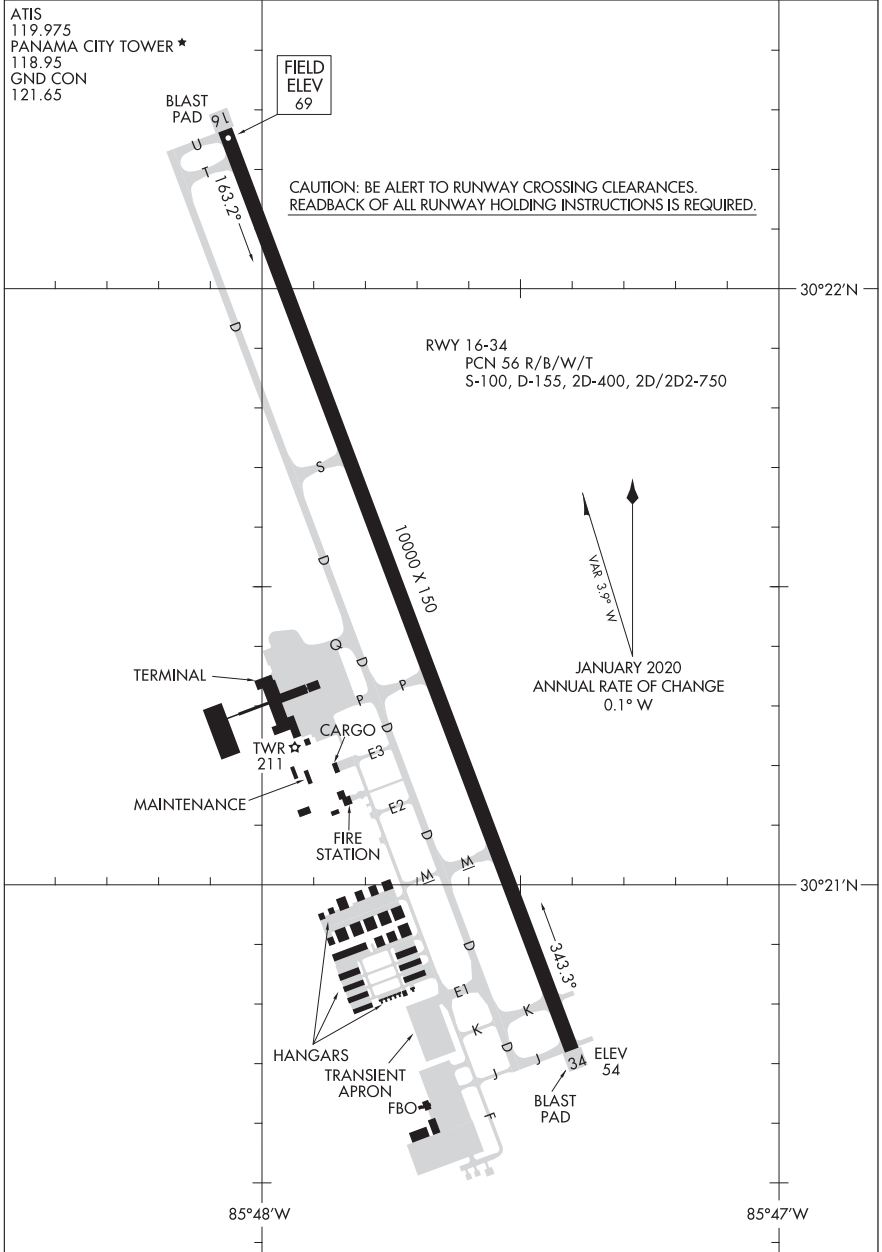 ATIS
119.975
PANAMA CITY TOWER ★
118.95
GND CON
121.65
FIELD
ELEV
69
BLAST
PAD
16
U
T
163.2°
CAUTION: BE ALERT TO RUNWAY CROSSING CLEARANCES.
READBACK OF ALL RUNWAY HOLDING INSTRUCTIONS IS REQUIRED.
30°22'N
D
RWY 16-34
PCN 56 R/B/W/T
S-100, D-155, 2D-400, 2D/2D2-750
S
10000 X 150
D
VAR 3.9° W
JANUARY 2020
ANNUAL RATE OF CHANGE
0.1° W
Q
D
TERMINAL
P
P
D
CARGO
TWR
211
E3
MAINTENANCE
E2
FIRE
STATION
D
M
M
30°21'N
D
343.3°
E1
K
K
HANGARS
D
J
J
34
ELEV
54
TRANSIENT
APRON
FBO
F
BLAST
PAD
85°48'W
85°47'W